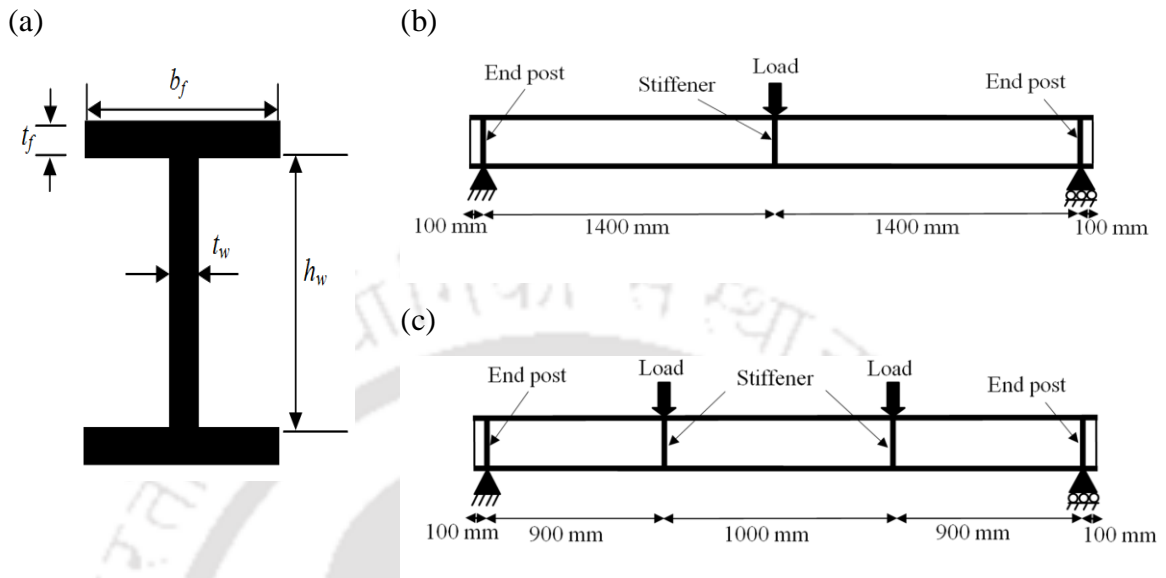 (a)
b_f
t_f
t_w
h_w
(b)
End post
Stiffener
Load
End post
100 mm
1400 mm
1400 mm
100 mm
(c)
End post
Load
Stiffener
Load
End post
100 mm
900 mm
1000 mm
900 mm
100 mm